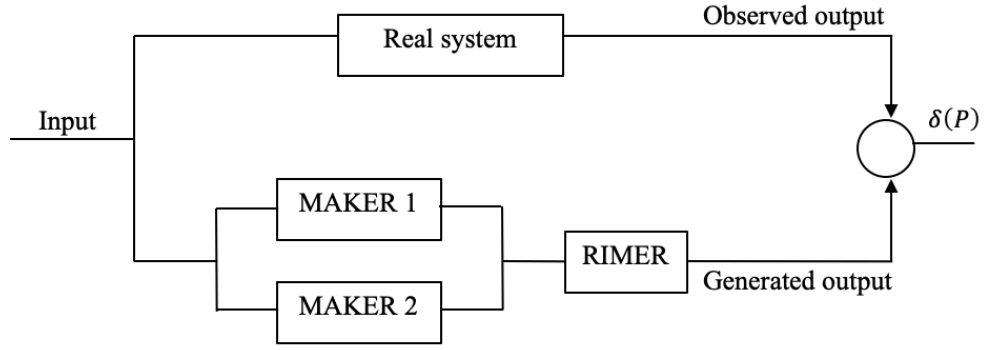 Observed output
Real system
Input
δ(P)
MAKER 1
RIMER
Generated output
MAKER 2